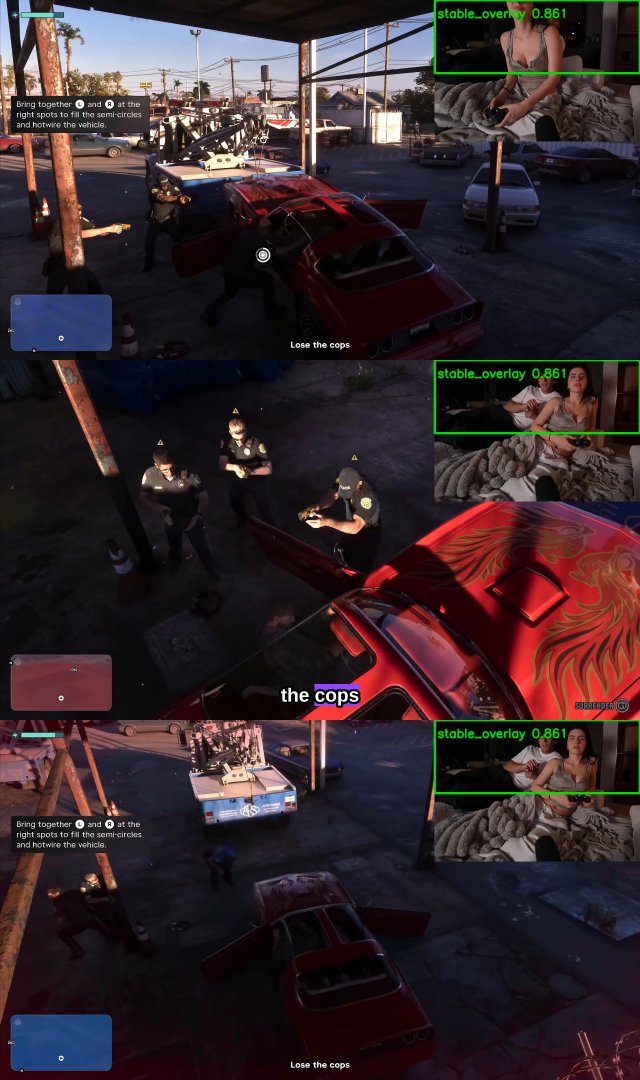 stable_overlay 0.861
Bring together L and R at the
right spots to fill the semi-circles
and hotwire the vehicle.
Lose the cops
stable_overlay 0.861
the cops
SURRENDER
stable_overlay 0.861
Bring together L and R at the
right spots to fill the semi-circles
and hotwire the vehicle.
Lose the cops